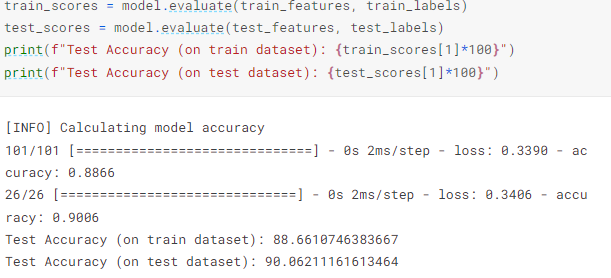 train_scores = model.evaluate(train_features, train_labels)
test_scores = model.evaluate(test_features, test_labels)
print(f"Test Accuracy (on train dataset): {train_scores[1]*100}")
print(f"Test Accuracy (on test dataset): {test_scores[1]*100}")
[INFO] Calculating model accuracy
101/101 [==============================] - 0s 2ms/step - loss: 0.3390 - ac
curacy: 0.8866
26/26 [==============================] - 0s 2ms/step - loss: 0.3406 - accu
racy: 0.9006
Test Accuracy (on train dataset): 88.6610746383667
Test Accuracy (on test dataset): 90.06211161613464